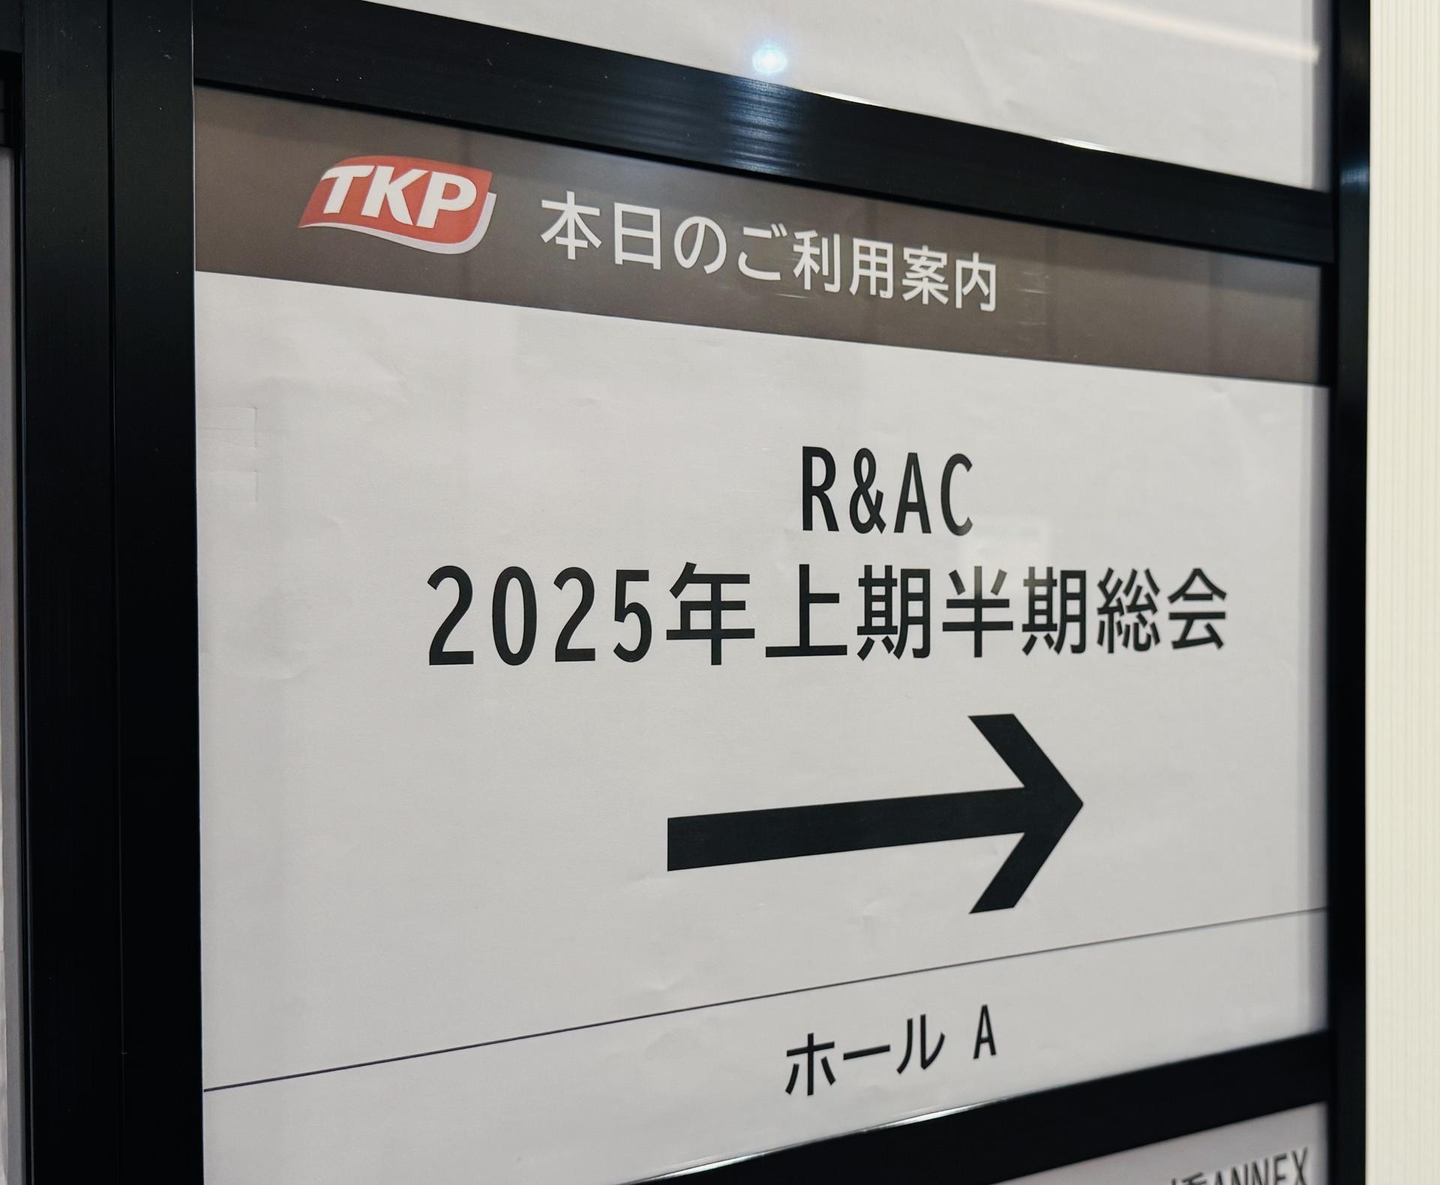 TKP 本日のご利用案内
R&AC
2025年上期半期総会
→
ホール A
ANNEX